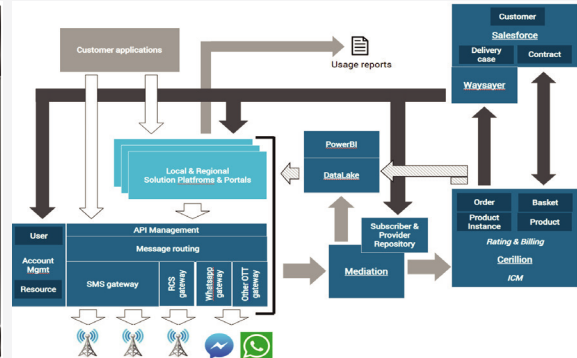 Customer
Salesforce
Delivery
case
Contract
Waysayer
Customer applications
Usage reports
PowerBI
DataLake
Local & Regional
Solution Platfroms & Portals
Order
Basket
Product
Instance
Product
Rating & Billing
Cerillion
ICM
Subscriber &
Provider
Repository
Mediation
API Management
Message routing
User
Account
Mgmt
Resource
SMS gateway
RCS
gateway
Whatsapp
gateway
Other OTT
gateway